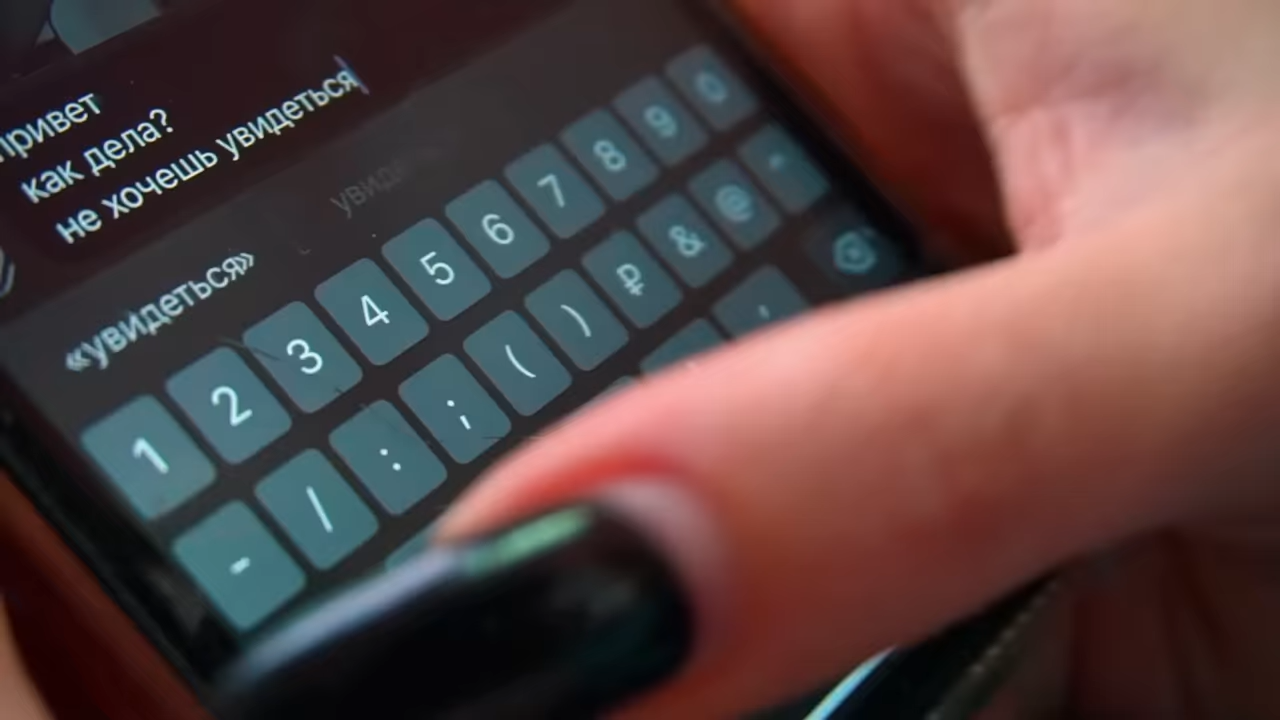 привет
как дела?
не хочешь увидеться
«увидеться»
1 2 3 4 5 6 7 8 9 0
- / : ; ( ) ₽ & @ "